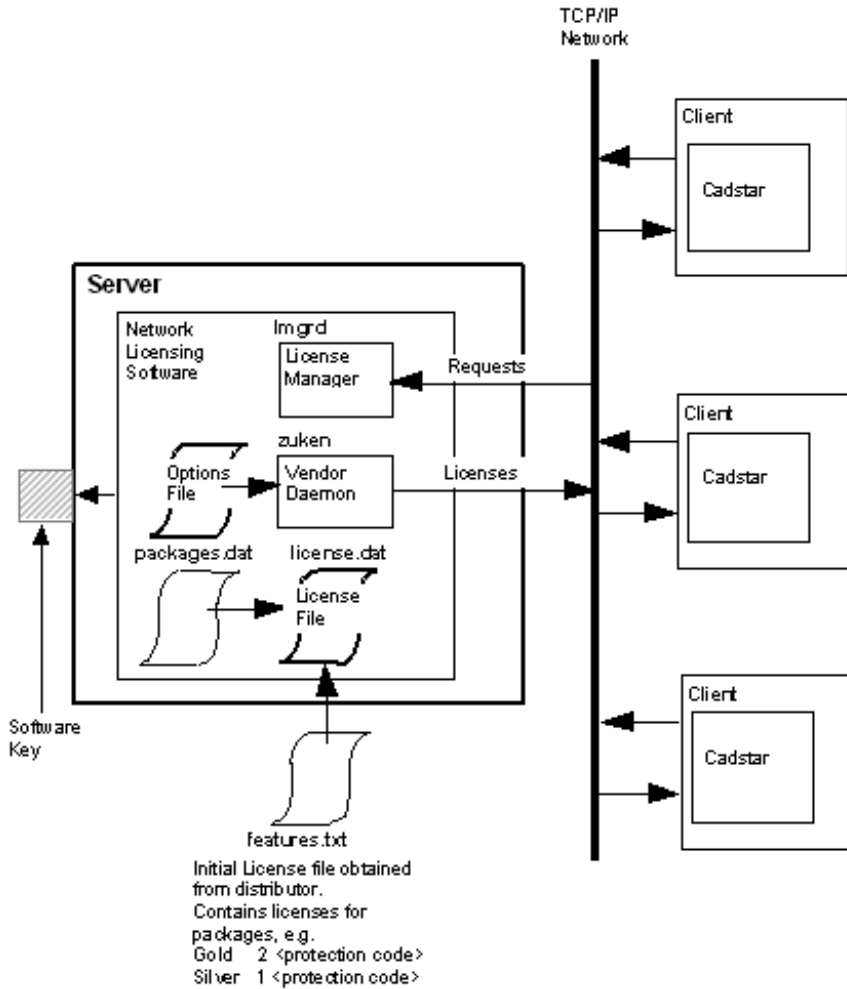 TCP/IP
Network
Client
Cadstar
Server
Network
Licensing
Software
lmgrd
License
Manager
Requests
Client
Cadstar
zuken
Options
File
Vendor
Daemon
Licenses
packages.dat
license.dat
License
File
Client
Cadstar
Software
Key
features.txt
Initial License file obtained
from distributor.
Contains licenses for
packages, e.g.
Gold 2 <protection code>
Silver 1 <protection code>